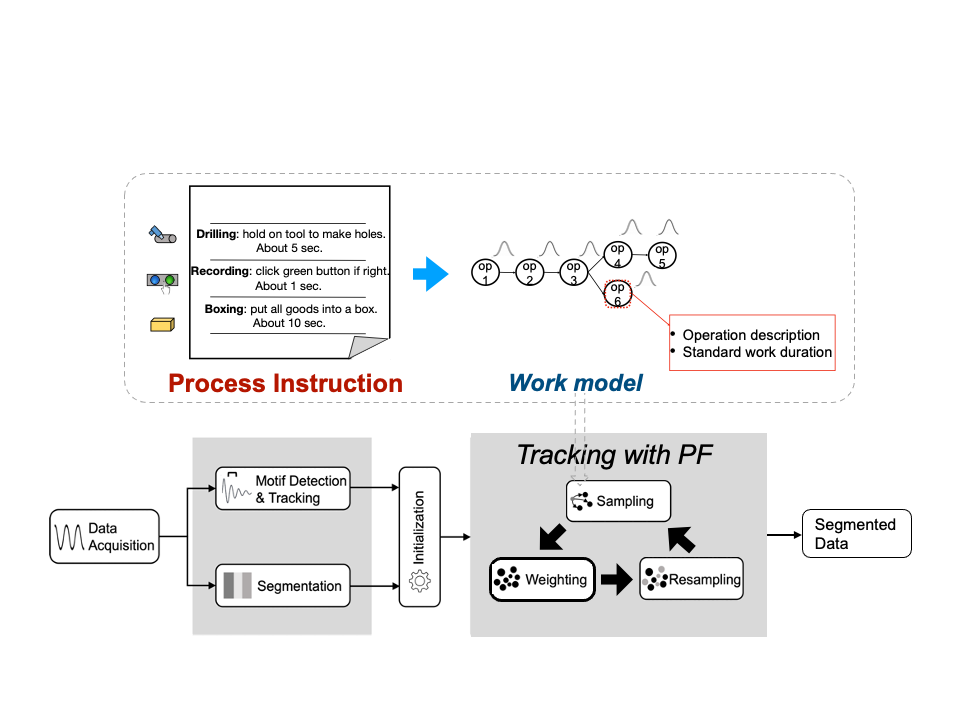 Drilling: hold on tool to make holes.
About 5 sec.
Recording: click green button if right.
About 1 sec.
Boxing: put all goods into a box.
About 10 sec.
Process Instruction
op
1
op
2
op
3
op
4
op
5
op
6
• Operation description
• Standard work duration
Work model
Data
Acquisition
Motif Detection
& Tracking
Segmentation
Initialization
Tracking with PF
Sampling
Weighting
Resampling
Segmented
Data